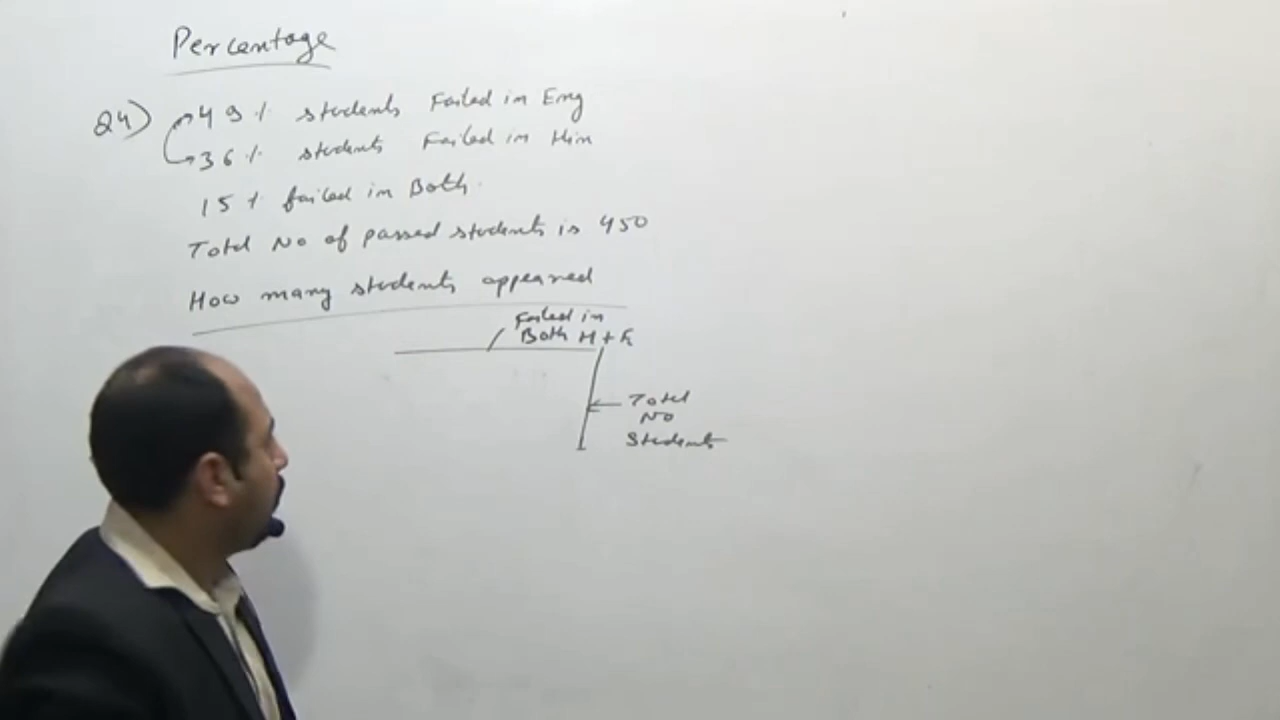 Percentage
Q4) 49% students Failed in Eng
36% students Failed in Hin
15% failed in Both.
Total No of passed students is 450
How many students appeared
Failed in
Both H + E
Total
No
Students